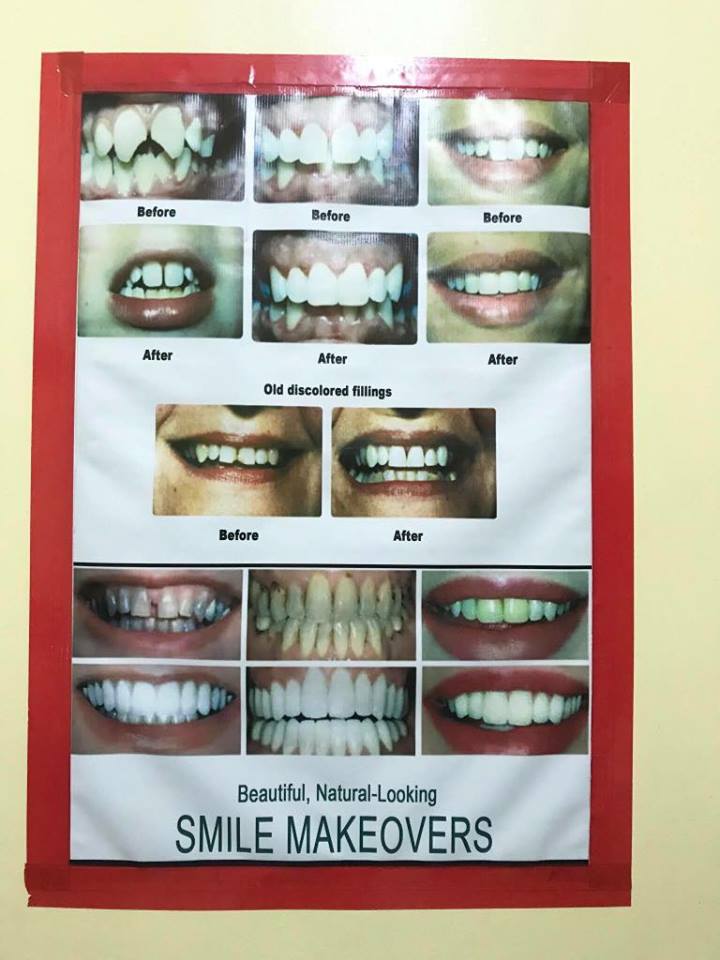 Before
Before
Before
After
After
After
Old discolored fillings
Before
After
Beautiful, Natural-Looking
SMILE MAKEOVERS